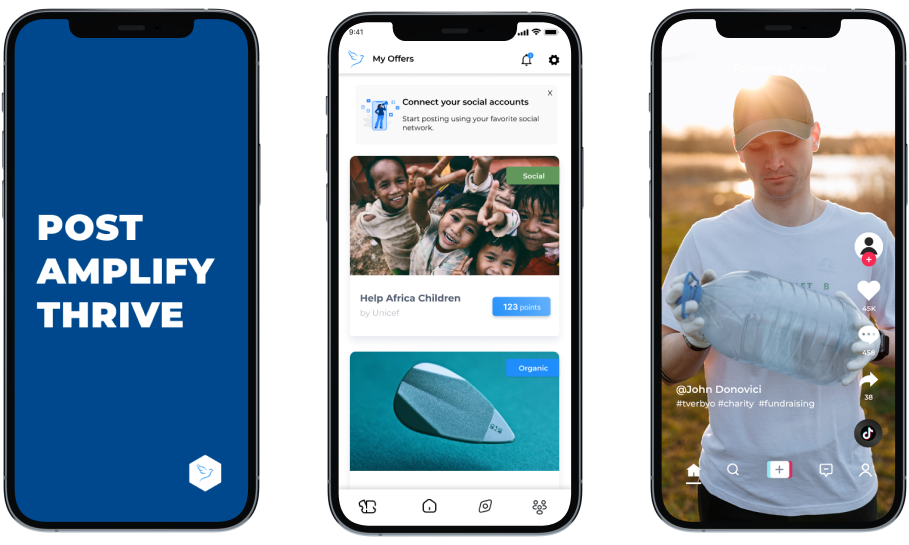 POST
AMPLIFY
THRIVE
9:41
My Offers
X
Connect your social accounts
Start posting using your favorite social
network.
Social
Help Africa Children
by Unicef
123 points
Organic
45K
456
@John Donovici
#tverbyo #charity #fundraising
38